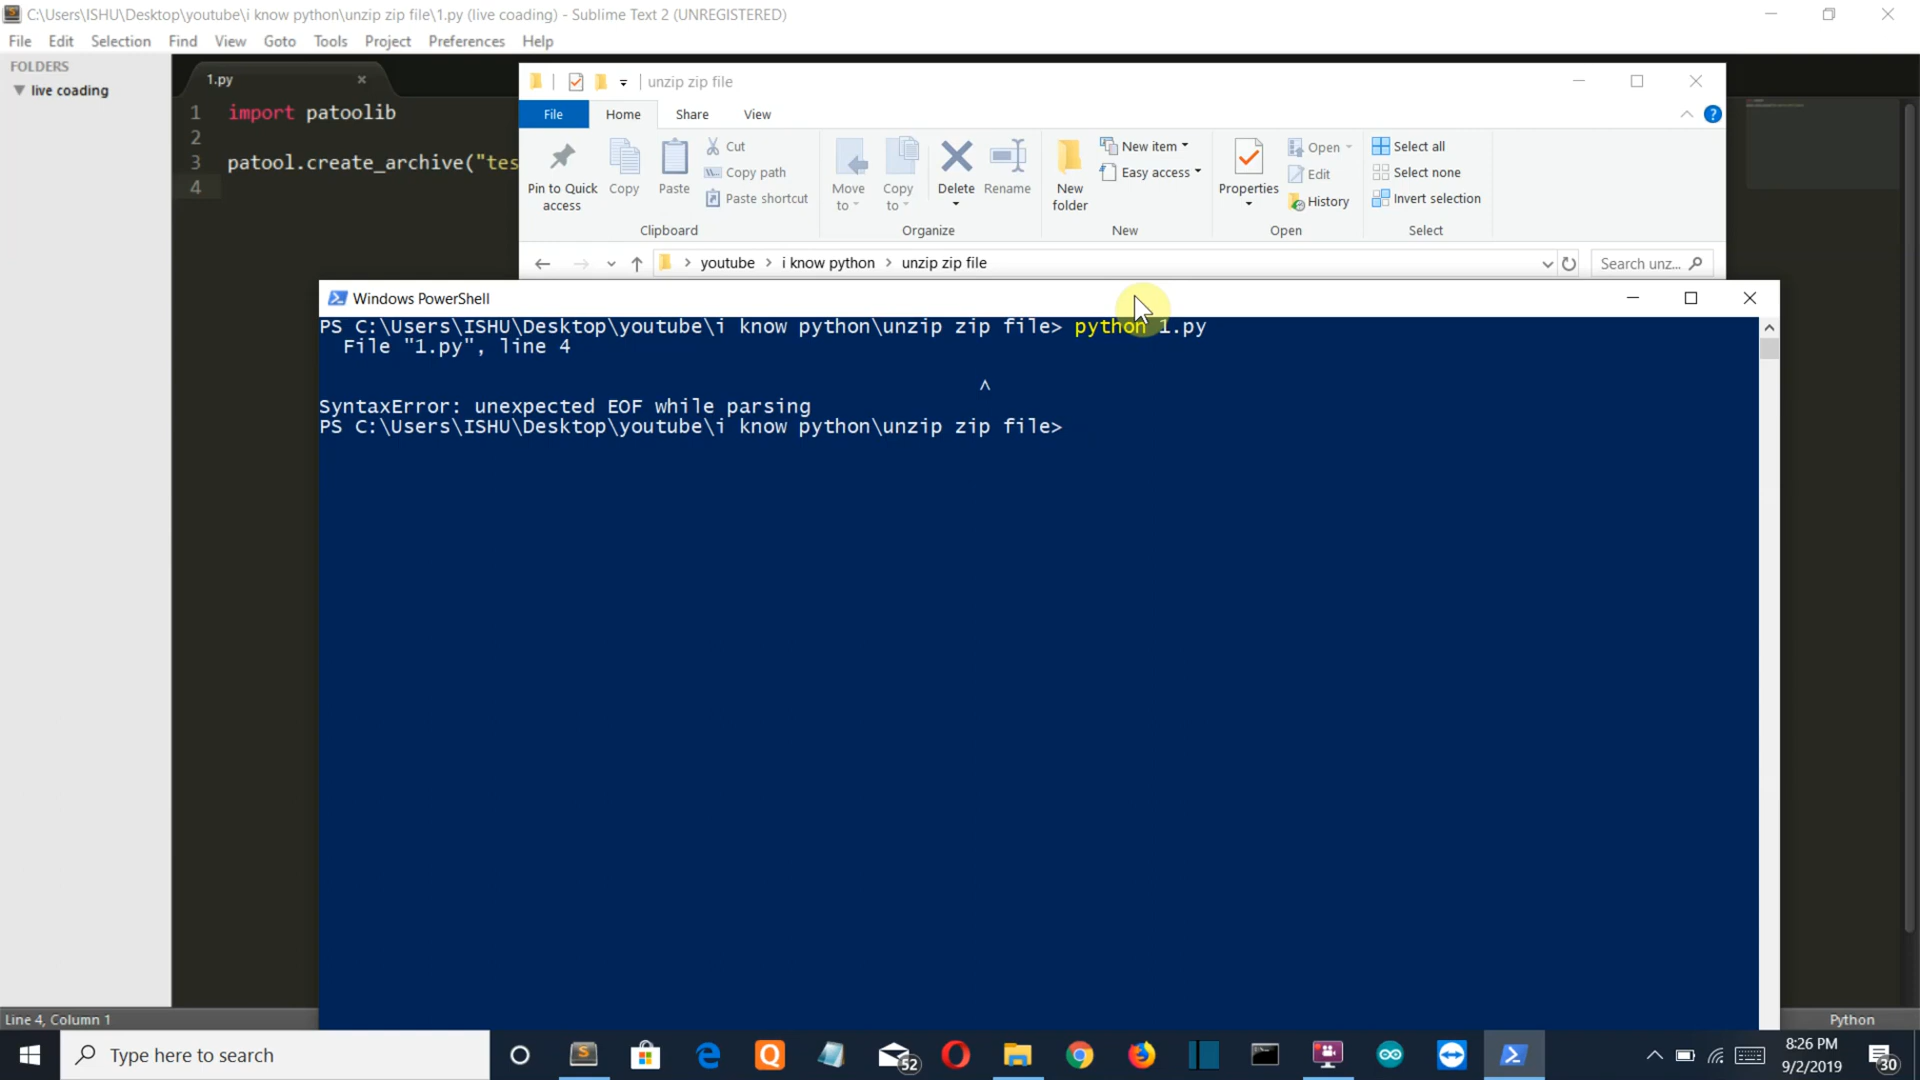 C:\Users\ISHU\Desktop\youtube\i know python\unzip zip file\1.py (live coading) - Sublime Text 2 (UNREGISTERED)
File Edit Selection Find View Goto Tools Project Preferences Help
FOLDERS
live coading
1.py
1 import patoolib
2
3 patool.create_archive("tes
4
unzip zip file
File Home Share View
Pin to Quick access
Copy
Paste
Cut
Copy path
Paste shortcut
Clipboard
Move to
Copy to
Delete
Rename
Organize
New folder
New item
Easy access
New
Properties
Open
Edit
History
Open
Select all
Select none
Invert selection
Select
youtube > i know python > unzip zip file
Search unz...
Windows PowerShell
PS C:\Users\ISHU\Desktop\youtube\i know python\unzip zip file> python 1.py
File "1.py", line 4
^
SyntaxError: unexpected EOF while parsing
PS C:\Users\ISHU\Desktop\youtube\i know python\unzip zip file>
Line 4, Column 1
Python
Type here to search
52
8:26 PM
9/2/2019
30